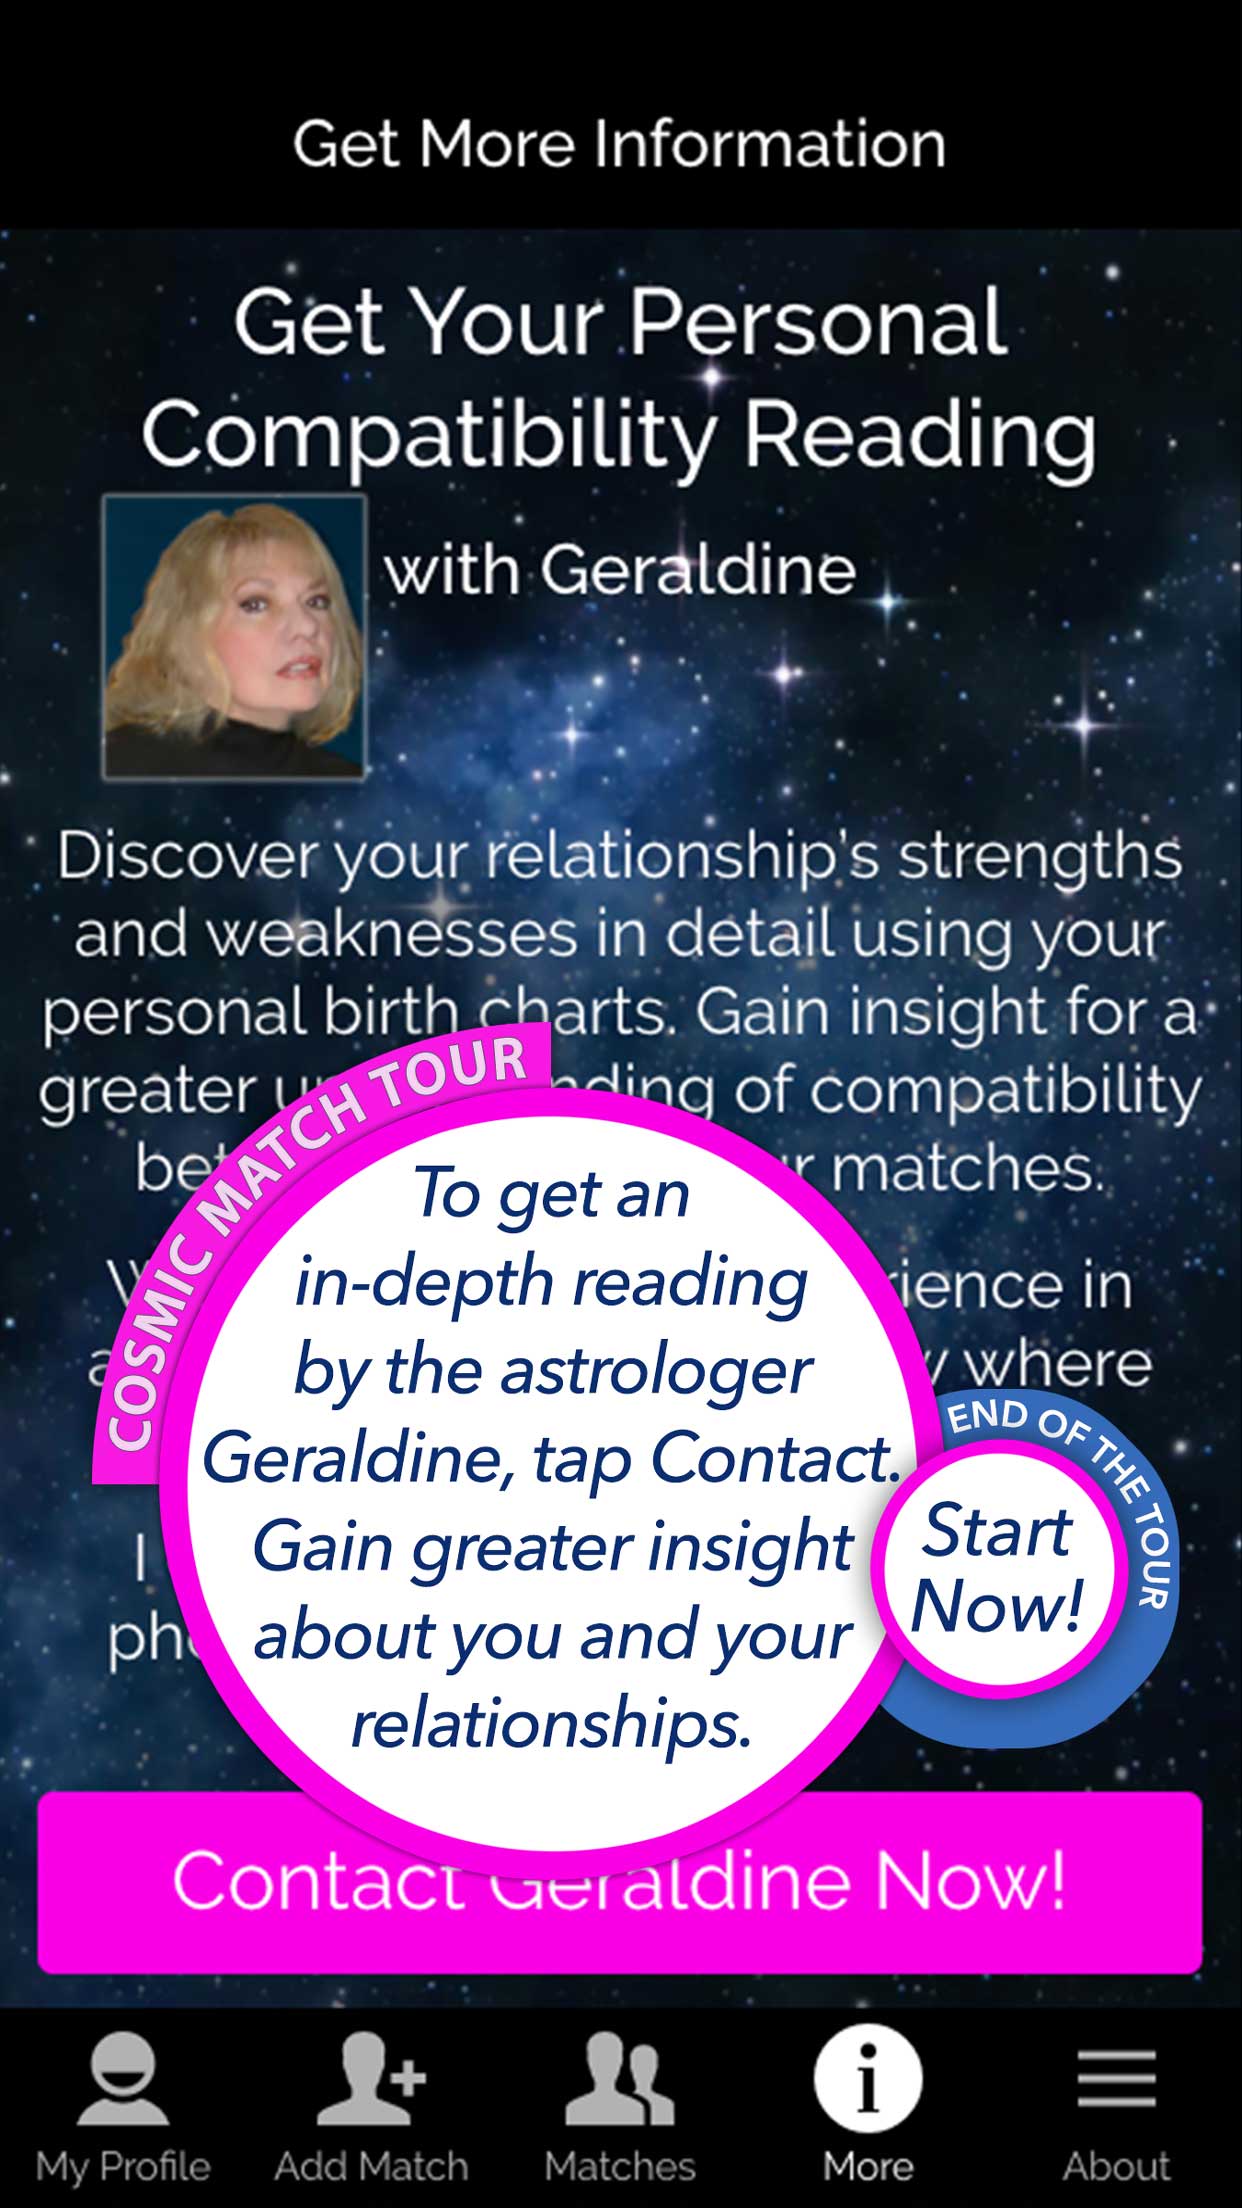 Get More Information
Get Your Personal
Compatibility Reading
with Geraldine
Discover your relationship's strengths
and weaknesses in detail using your
personal birth charts. Gain insight for a
greater of compatibility
matches.
in
where
I
COSMIC MATCH TOUR
To get an
in-depth reading
by the astrologer
Geraldine, tap Contact.
Gain greater insight
about you and your
relationships.
END OF THE TOUR
Start
Now!
Contact Geraldine Now!
My Profile
Add Match
Matches
More
About